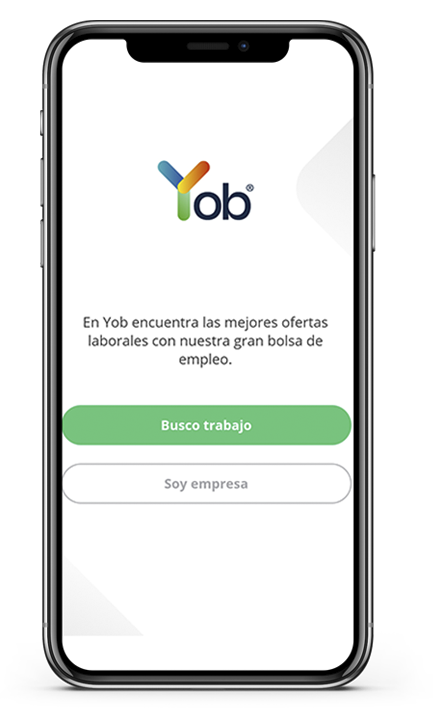 Yob®
En Yob encuentra las mejores ofertas
laborales con nuestra gran bolsa de
empleo.
Busco trabajo
Soy empresa